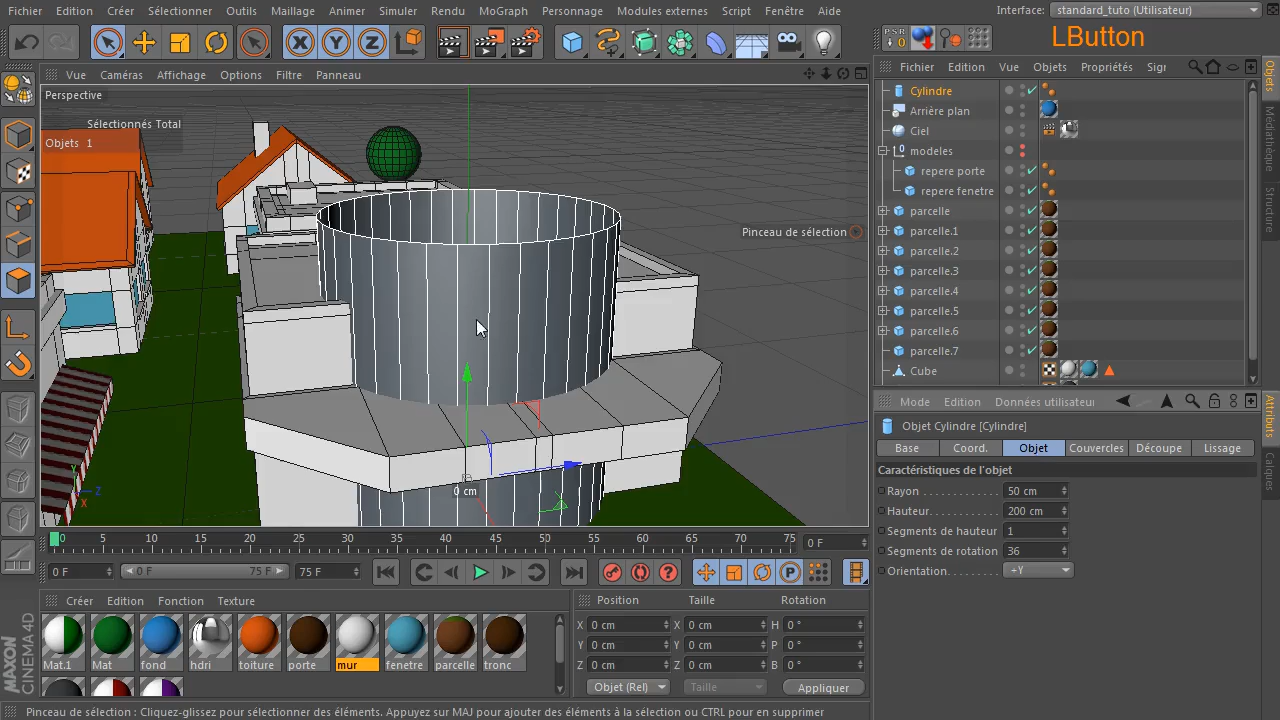 Fichier Edition Créer Sélectionner Outils Maillage Animer Simuler Rendu MoGraph Personnage Modules externes Script Fenêtre Aide Interface: standard_tuto (Utilisateur)
X Y Z PSR 0 LButton
Vue Caméras Affichage Options Filtre Panneau
Fichier Edition Vue Objets Propriétés Sigr
Perspective
Sélectionnés Total
Objets 1
Pinceau de sélection
0 cm
Y
Z
X
Cylindre
Arrière plan
Ciel
modeles
repere porte
repere fenetre
parcelle
parcelle.1
parcelle.2
parcelle.3
parcelle.4
parcelle.5
parcelle.6
parcelle.7
Cube
Objets
Médiathèque
Structure
Mode Edition Données utilisateur
Objet Cylindre [Cylindre]
Base Coord. Objet Couvercles Découpe Lissage
Caractéristiques de l'objet
Rayon 50 cm
Hauteur 200 cm
Segments de hauteur 1
Segments de rotation 36
Orientation +Y
Attributs
Calques
0 5 10 15 20 25 30 35 40 45 50 55 60 65 70 75 0 F
0 F 0 F 75 F 75 F
Créer Edition Fonction Texture
Mat.1 Mat fond hdri toiture porte mur fenetre parcelle tronc
Position Taille Rotation
X 0 cm X 0 cm H 0 °
Y 0 cm Y 0 cm P 0 °
Z 0 cm Z 0 cm B 0 °
Objet (Rel) Taille Appliquer
MAXON
CINEMA 4D
Pinceau de sélection : Cliquez-glissez pour sélectionner des éléments. Appuyez sur MAJ pour ajouter des éléments à la sélection ou CTRL pour en supprimer